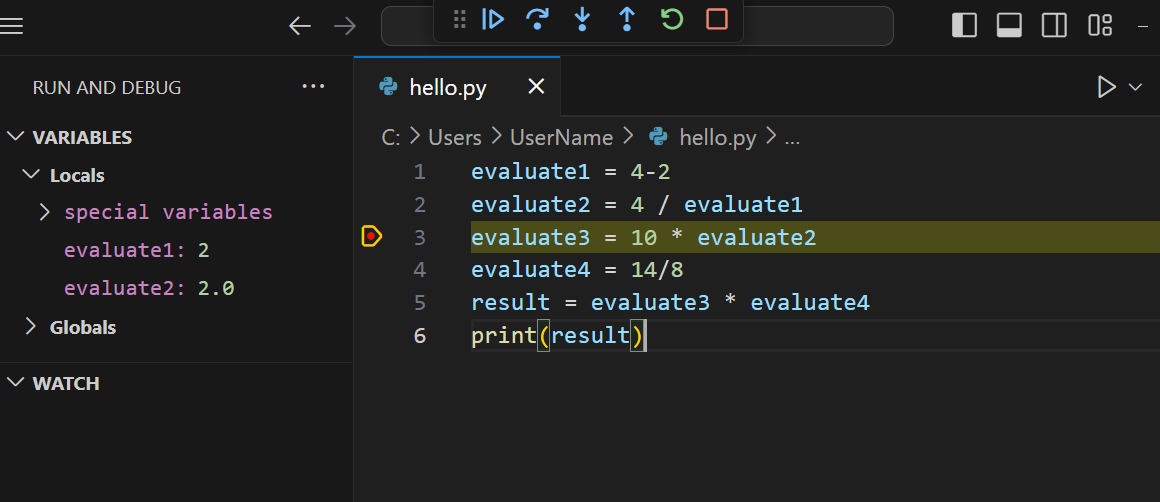 RUN AND DEBUG
VARIABLES
Locals
special variables
evaluate1: 2
evaluate2: 2.0
Globals
WATCH
hello.py
C: > Users > UserName > hello.py > ...
1 evaluate1 = 4-2
2 evaluate2 = 4 / evaluate1
3 evaluate3 = 10 * evaluate2
4 evaluate4 = 14/8
5 result = evaluate3 * evaluate4
6 print(result)